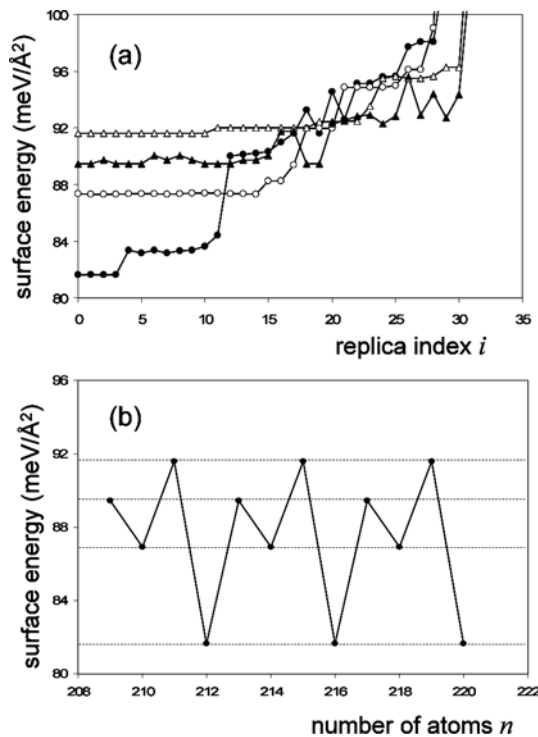 (a)
surface energy (meV/Å²)
100
96
92
88
84
80
0 5 10 15 20 25 30 35
replica index i
(b)
surface energy (meV/Å²)
96
92
88
84
80
208 210 212 214 216 218 220 222
number of atoms n